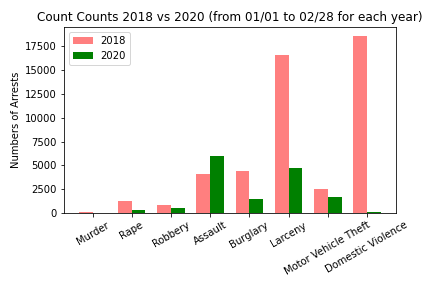 Count Counts 2018 vs 2020 (from 01/01 to 02/28 for each year)
2018
2020
Numbers of Arrests
17500
15000
12500
10000
7500
5000
2500
0
Murder
Rape
Robbery
Assault
Burglary
Larceny
Motor Vehicle Theft
Domestic Violence